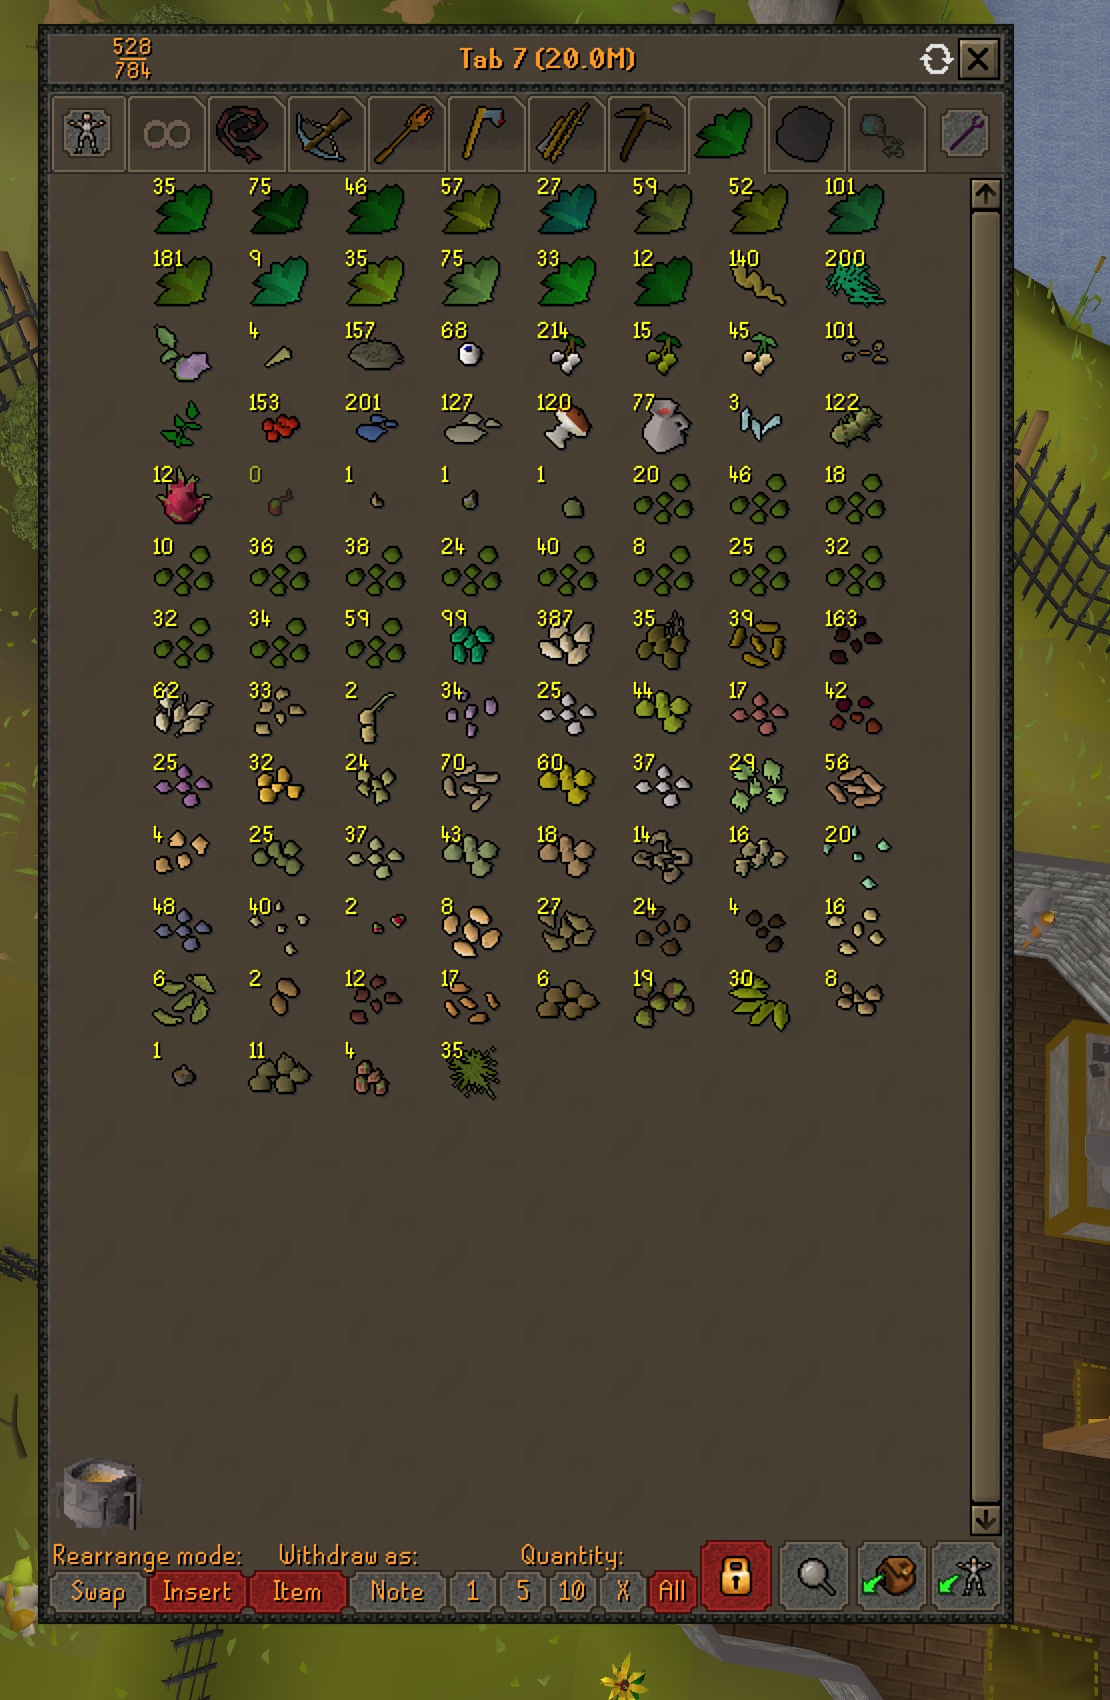 528
784
Tab 7 (20.0M)
35 75 46 57 27 59 52 101
181 9 35 75 33 12 140 200
4 157 68 214 15 45 101
153 201 127 120 77 3 122
12 0 1 1 1 20 46 18
10 36 38 24 40 8 25 32
32 34 59 99 387 35 39 163
62 33 2 34 25 44 17 42
25 32 24 70 60 37 29 56
4 25 37 43 18 14 16 20
48 40 2 8 27 24 4 16
6 2 12 17 6 19 30 8
1 11 4 35
Rearrange mode: Withdraw as: Quantity:
Swap Insert Item Note 1 5 10 X All